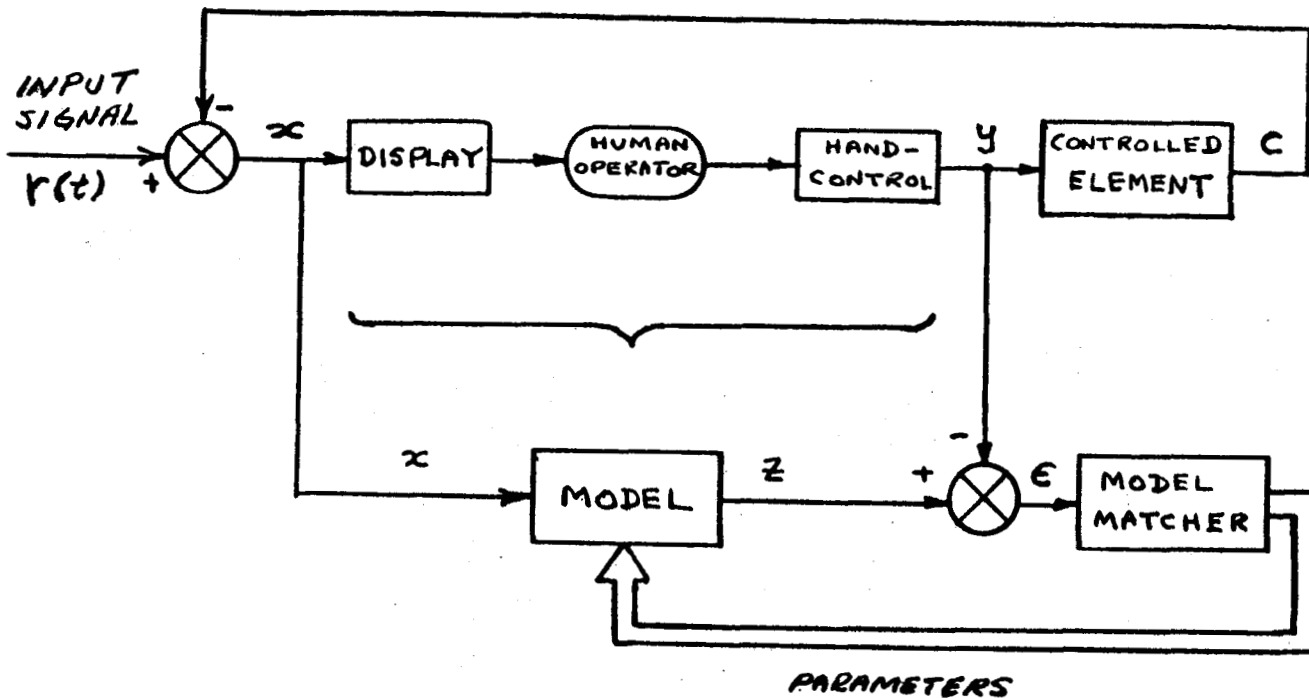 INPUT
SIGNAL
r(t)
+
-
x
DISPLAY
HUMAN
OPERATOR
HAND-
CONTROL
y
CONTROLLED
ELEMENT
C
x
MODEL
z
+
-
ϵ
MODEL
MATCHER
PARAMETERS